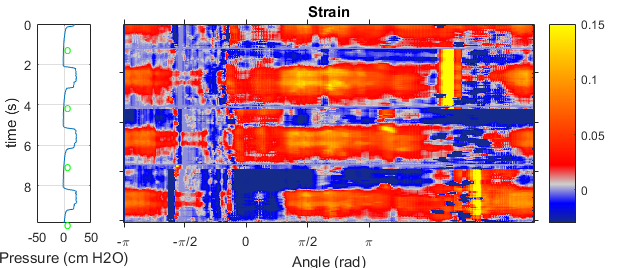 Strain
0
2
4
6
8
time (s)
-50 0 50
Pressure (cm H2O)
-π -π/2 0 π/2 π
Angle (rad)
0.15
0.1
0.05
0